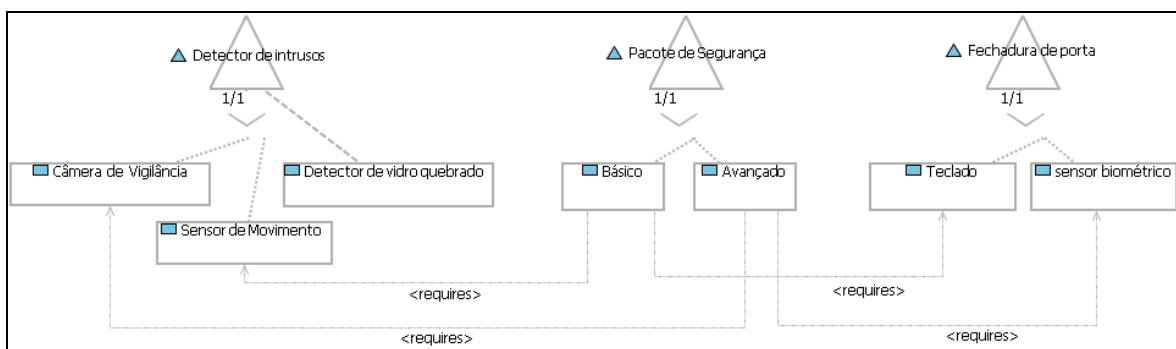 Detector de intrusos
Pacote de Segurança
Fechadura de porta
1/1
1/1
1/1
Câmera de Vigilância
Detector de vidro quebrado
Básico
Avançado
Teclado
sensor biométrico
Sensor de Movimento
<requires>
<requires>
<requires>
<requires>